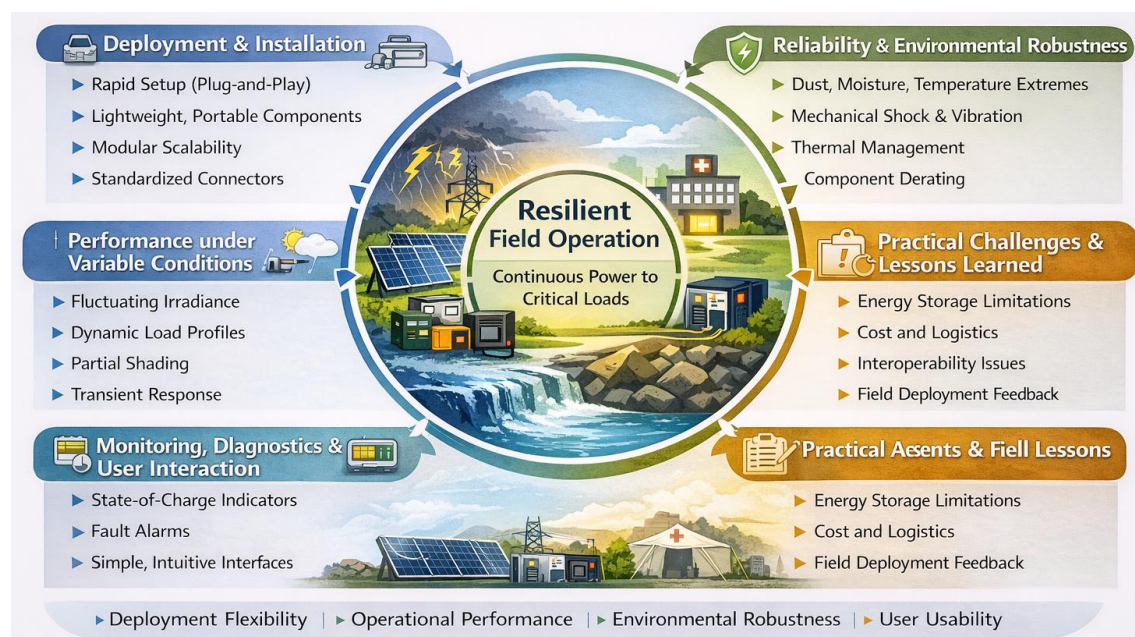 Deployment & Installation
Rapid Setup (Plug-and-Play)
Lightweight, Portable Components
Modular Scalability
Standardized Connectors
Performance under
Variable Conditions
Fluctuating Irradiance
Dynamic Load Profiles
Partial Shading
Transient Response
Monitoring, Diagnostics &
User Interaction
State-of-Charge Indicators
Fault Alarms
Simple, Intuitive Interfaces
Resilient
Field Operation
Continuous Power to
Critical Loads
Reliability & Environmental Robustness
Dust, Moisture, Temperature Extremes
Mechanical Shock & Vibration
Thermal Management
Component Derating
Practical Challenges &
Lessons Learned
Energy Storage Limitations
Cost and Logistics
Interoperability Issues
Field Deployment Feedback
Practical Asents & Fiell Lessons
Energy Storage Limitations
Cost and Logistics
Field Deployment Feedback
Deployment Flexibility | Operational Performance | Environmental Robustness | User Usability